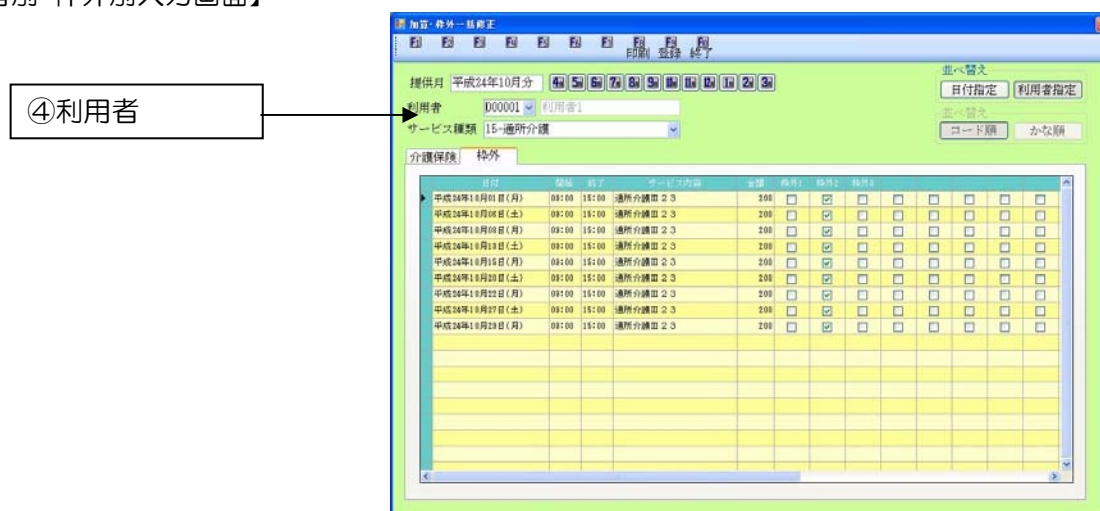 別 枠外別入力画面】
④利用者
加算・枠外一括修正
F1 F2 F3 F4 F5 F6 F7 F8 F9 F10
印刷 登録 終了
提供月 平成24年10月分 4月 5月 6月 7月 8月 9月 10月 11月 12月 1月 2月 3月
並べ替え
日付指定 利用者指定
利用者 D00001 利用者1
並べ替え
サービス種類 15-通所介護
コード順 かな順
介護保険 枠外
日付 開始 終了 サービス内容 金額 枠外1 枠外2 枠外3
平成24年10月01日(月) 09:00 15:00 通所介護Ⅲ23 200
平成24年10月06日(土) 09:00 15:00 通所介護Ⅲ23 200
平成24年10月08日(月) 09:00 15:00 通所介護Ⅲ23 200
平成24年10月13日(土) 09:00 15:00 通所介護Ⅲ23 200
平成24年10月15日(月) 09:00 15:00 通所介護Ⅲ23 200
平成24年10月20日(土) 09:00 15:00 通所介護Ⅲ23 200
平成24年10月22日(月) 09:00 15:00 通所介護Ⅲ23 200
平成24年10月27日(土) 09:00 15:00 通所介護Ⅲ23 200
平成24年10月29日(月) 09:00 15:00 通所介護Ⅲ23 200